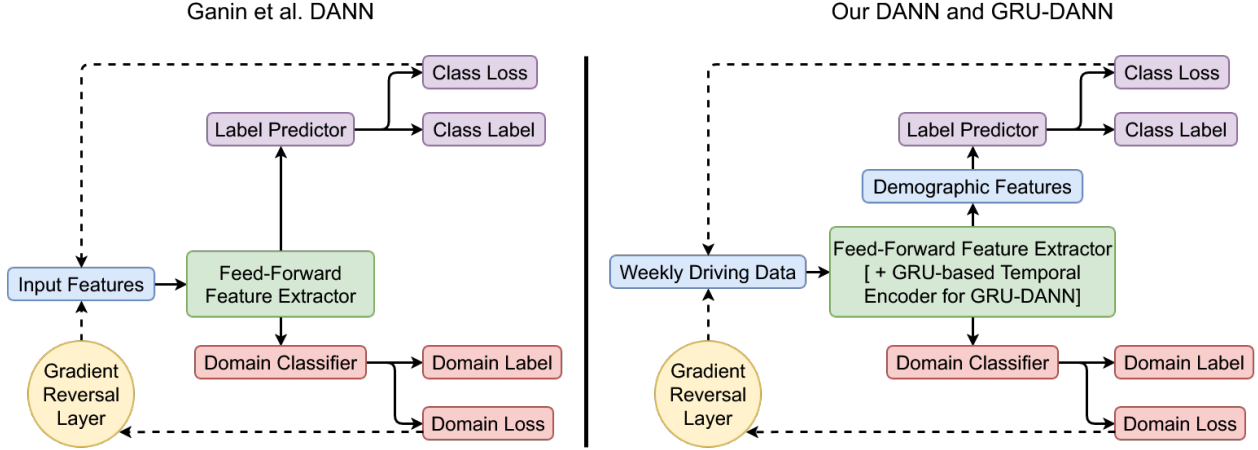 Ganin et al. DANN
Class Loss
Label Predictor
Class Label
Input Features
Feed-Forward
Feature Extractor
Domain Classifier
Domain Label
Gradient
Reversal
Layer
Domain Loss
Our DANN and GRU-DANN
Class Loss
Label Predictor
Class Label
Demographic Features
Weekly Driving Data
Feed-Forward Feature Extractor
[ + GRU-based Temporal
Encoder for GRU-DANN]
Domain Classifier
Domain Label
Gradient
Reversal
Layer
Domain Loss